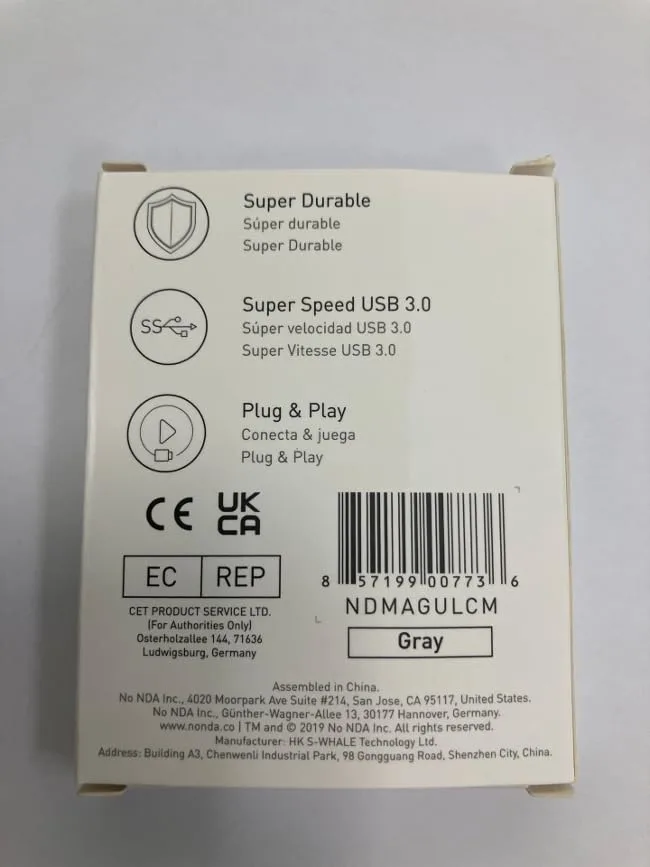 Super Durable
Súper durable
Super Durable
SS
Super Speed USB 3.0
Súper velocidad USB 3.0
Super Vitesse USB 3.0
Plug & Play
Conecta & juega
Plug & Play
CE UK CA
EC REP
CET PRODUCT SERVICE LTD.
(For Authorities Only)
Osterholzallee 144, 71636
Ludwigsburg, Germany
8 57199 00773 6
NDMAGULCM
Gray
Assembled in China.
No NDA Inc., 4020 Moorpark Ave Suite #214, San Jose, CA 95117, United States.
No NDA Inc., Günther-Wagner-Allee 13, 30177 Hannover, Germany.
www.nonda.co | TM and © 2019 No NDA Inc. All rights reserved.
Manufacturer: HK S-WHALE Technology Ltd.
Address: Building A3, Chenwenli Industrial Park, 98 Gongguang Road, Shenzhen City, China.